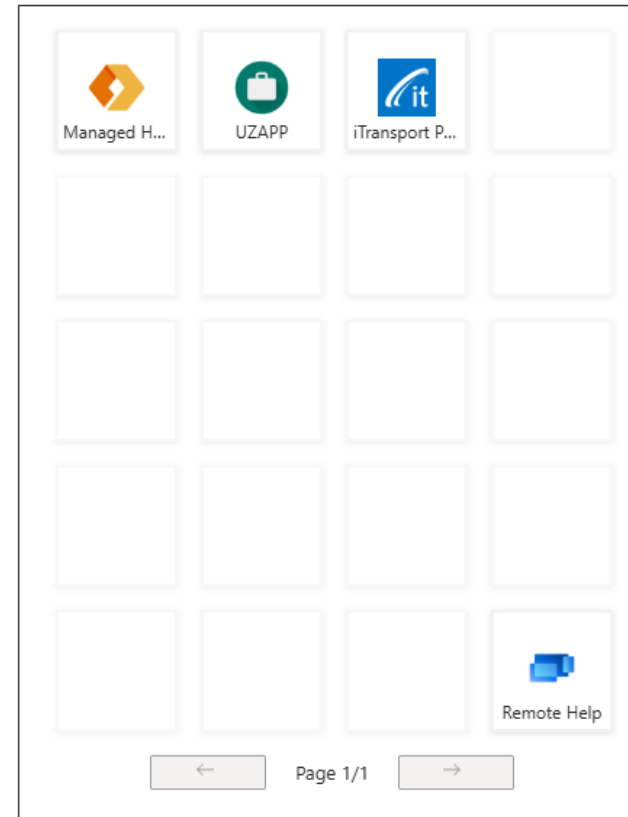 it
Managed H...
UZAPP
iTransport P...
Remote Help
← Page 1/1 →